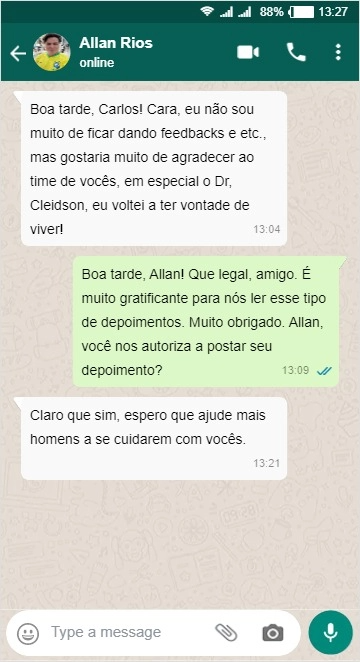 88% 13:27
Allan Rios
online
Boa tarde, Carlos! Cara, eu não sou
muito de ficar dando feedbacks e etc.,
mas gostaria muito de agradecer ao
time de vocês, em especial o Dr,
Cleidson, eu voltei a ter vontade de
viver!
13:04
Boa tarde, Allan! Que legal, amigo. É
muito gratificante para nós ler esse tipo
de depoimentos. Muito obrigado. Allan,
você nos autoriza a postar seu
depoimento?
13:09
Claro que sim, espero que ajude mais
homens a se cuidarem com vocês.
13:21
Type a message